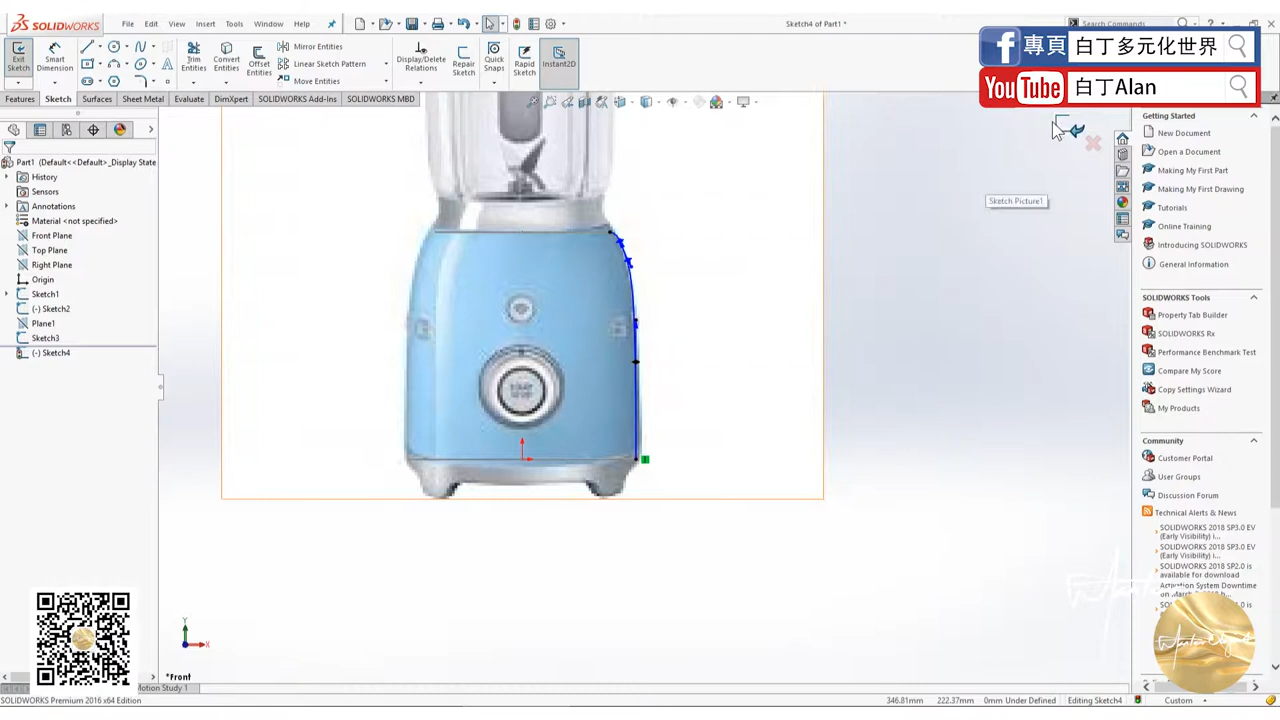 SOLIDWORKS
File Edit View Insert Tools Window Help
Sketch4 of Part1 *
Search Commands
專頁 白丁多元化世界
YouTube 白丁Alan
Exit Sketch
Smart Dimension
Trim Entities
Convert Entities
Offset Entities
Mirror Entities
Linear Sketch Pattern
Move Entities
Display/Delete Relations
Repair Sketch
Quick Snaps
Rapid Sketch
Instant2D
Features Sketch Surfaces Sheet Metal Evaluate DimXpert SOLIDWORKS Add-Ins SOLIDWORKS MBD
Part1 (Default<<Default>_Display State
History
Sensors
Annotations
Material <not specified>
Front Plane
Top Plane
Right Plane
Origin
Sketch1
(-) Sketch2
Plane1
Sketch3
(-) Sketch4
Sketch Picture1
Y
X
*Front
Getting Started
New Document
Open a Document
Making My First Part
Making My First Drawing
Tutorials
Online Training
Introducing SOLIDWORKS
General Information
SOLIDWORKS Tools
Property Tab Builder
SOLIDWORKS Rx
Performance Benchmark Test
Compare My Score
Copy Settings Wizard
My Products
Community
Customer Portal
User Groups
Discussion Forum
Technical Alerts & News
SOLIDWORKS 2018 SP3.0 EV
(Early Visibility) i...
SOLIDWORKS 2018 SP3.0 EV
(Early Visibility) i...
SOLIDWORKS 2018 SP2.0 is
available for download
Activation System Downtime
Motion Study 1
SOLIDWORKS Premium 2016 x64 Edition
346.81mm 222.37mm 0mm Under Defined Editing Sketch4 Custom